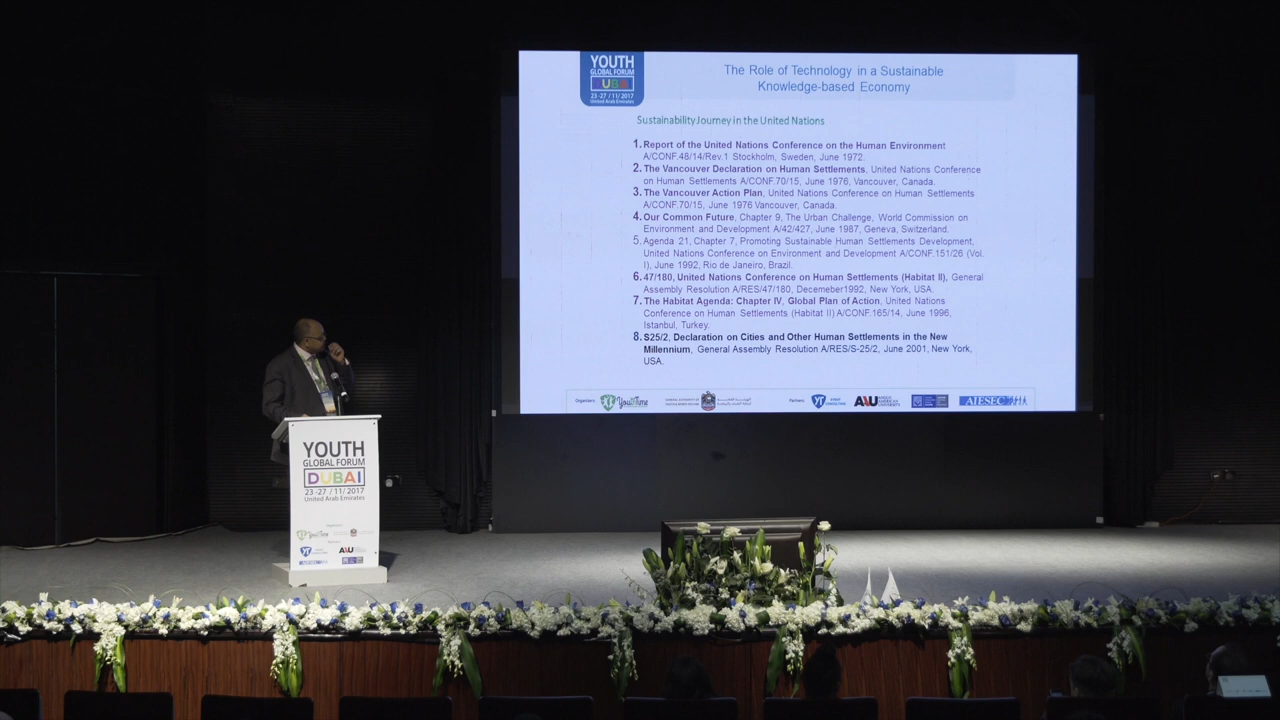 YOUTH
GLOBAL FORUM
DUBAI
23-27 / 11/ 2017
United Arab Emirates
The Role of Technology in a Sustainable
Knowledge-based Economy
Sustainability Journey in the United Nations
1. Report of the United Nations Conference on the Human Environment
A/CONF.48/14/Rev.1 Stockholm, Sweden, June 1972.
2. The Vancouver Declaration on Human Settlements, United Nations Conference
on Human Settlements A/CONF.70/15, June 1976, Vancouver, Canada.
3. The Vancouver Action Plan, United Nations Conference on Human Settlements
A/CONF.70/15, June 1976 Vancouver, Canada.
4. Our Common Future, Chapter 9, The Urban Challenge, World Commission on
Environment and Development A/42/427, June 1987, Geneva, Switzerland.
5. Agenda 21, Chapter 7, Promoting Sustainable Human Settlements Development,
United Nations Conference on Environment and Development A/CONF.151/26 (Vol.
I), June 1992, Rio de Janeiro, Brazil.
6. 47/180, United Nations Conference on Human Settlements (Habitat II), General
Assembly Resolution A/RES/47/180, Decemeber1992, New York, USA.
7. The Habitat Agenda: Chapter IV, Global Plan of Action, United Nations
Conference on Human Settlements (Habitat II) A/CONF.165/14, June 1996,
Istanbul, Turkey.
8. S25/2, Declaration on Cities and Other Human Settlements in the New
Millennium, General Assembly Resolution A/RES/S-25/2, June 2001, New York,
USA.
Organizers
YouthTime
Partners
AIESEC
YOUTH
GLOBAL FORUM
DUBAI
23-27 / 11/ 2017
United Arab Emirates